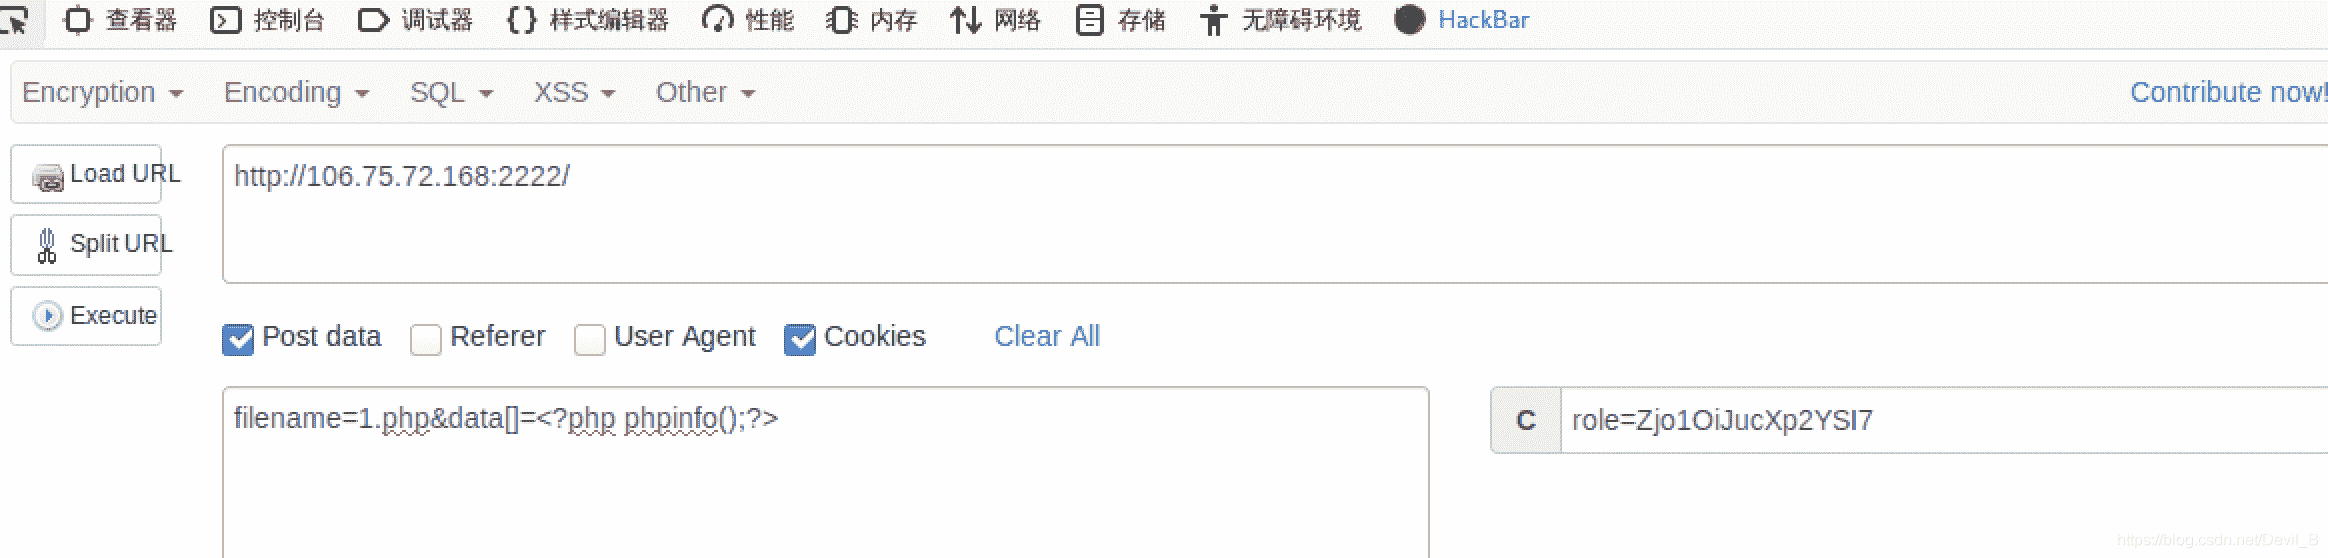 查看器 控制台 调试器 样式编辑器 性能 内存 网络 存储 无障碍环境 HackBar
Encryption Encoding SQL XSS Other Contribute now!
Load URL
http://106.75.72.168:2222/
Split URL
Execute
Post data Referer User Agent Cookies Clear All
filename=1.php&data[]=<?php phpinfo();?>
C role=Zjo1OiJucXp2YSI7
https://blog.csdn.net/Devil_B